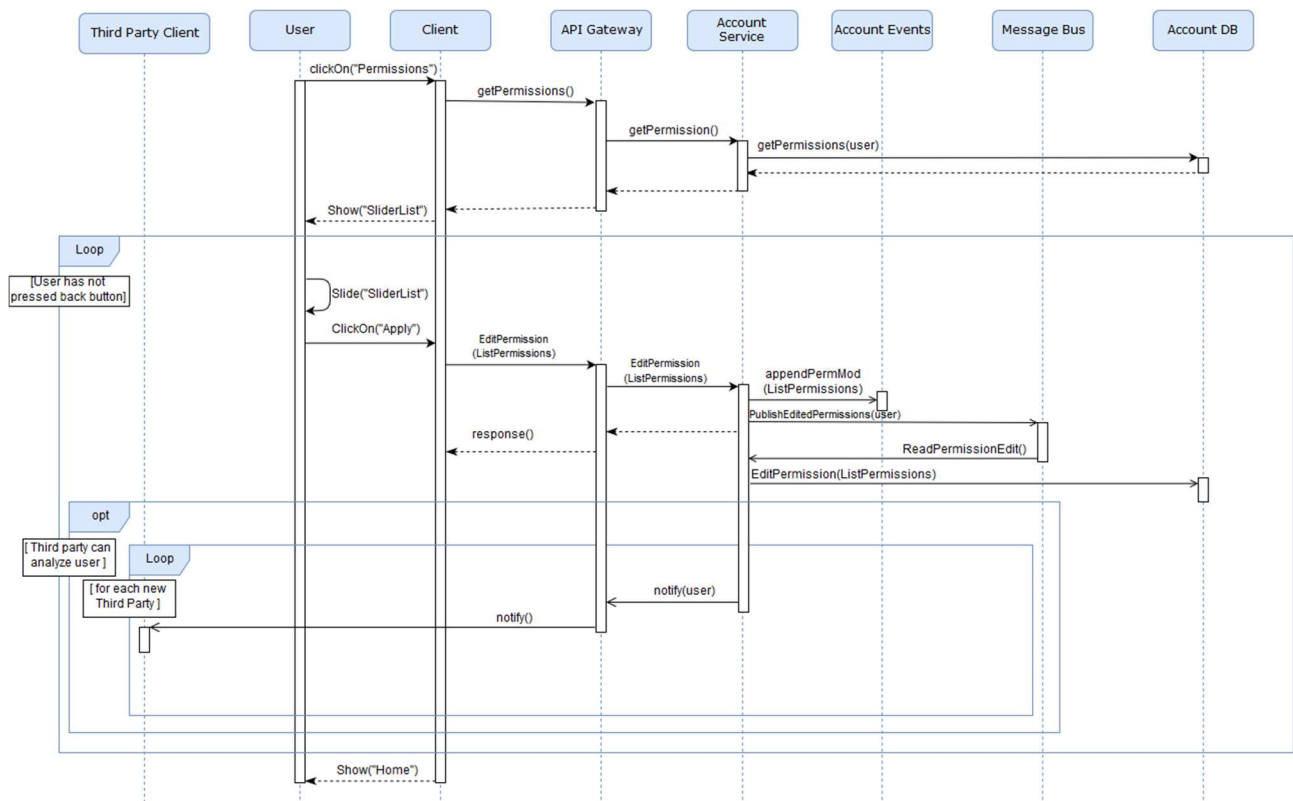 Third Party Client
User
Client
API Gateway
Account
Service
Account Events
Message Bus
Account DB
clickOn("Permissions")
getPermissions()
getPermission()
getPermissions(user)
Show("SliderList")
Loop
[User has not
pressed back button]
Slide("SliderList")
ClickOn("Apply")
EditPermission
(ListPermissions)
EditPermission
(ListPermissions)
appendPermMod
(ListPermissions)
PublishEditedPermissions(user)
response()
ReadPermissionEdit()
EditPermission(ListPermissions)
opt
[ Third party can
analyze user ]
Loop
[ for each new
Third Party ]
notify(user)
notify()
Show("Home")